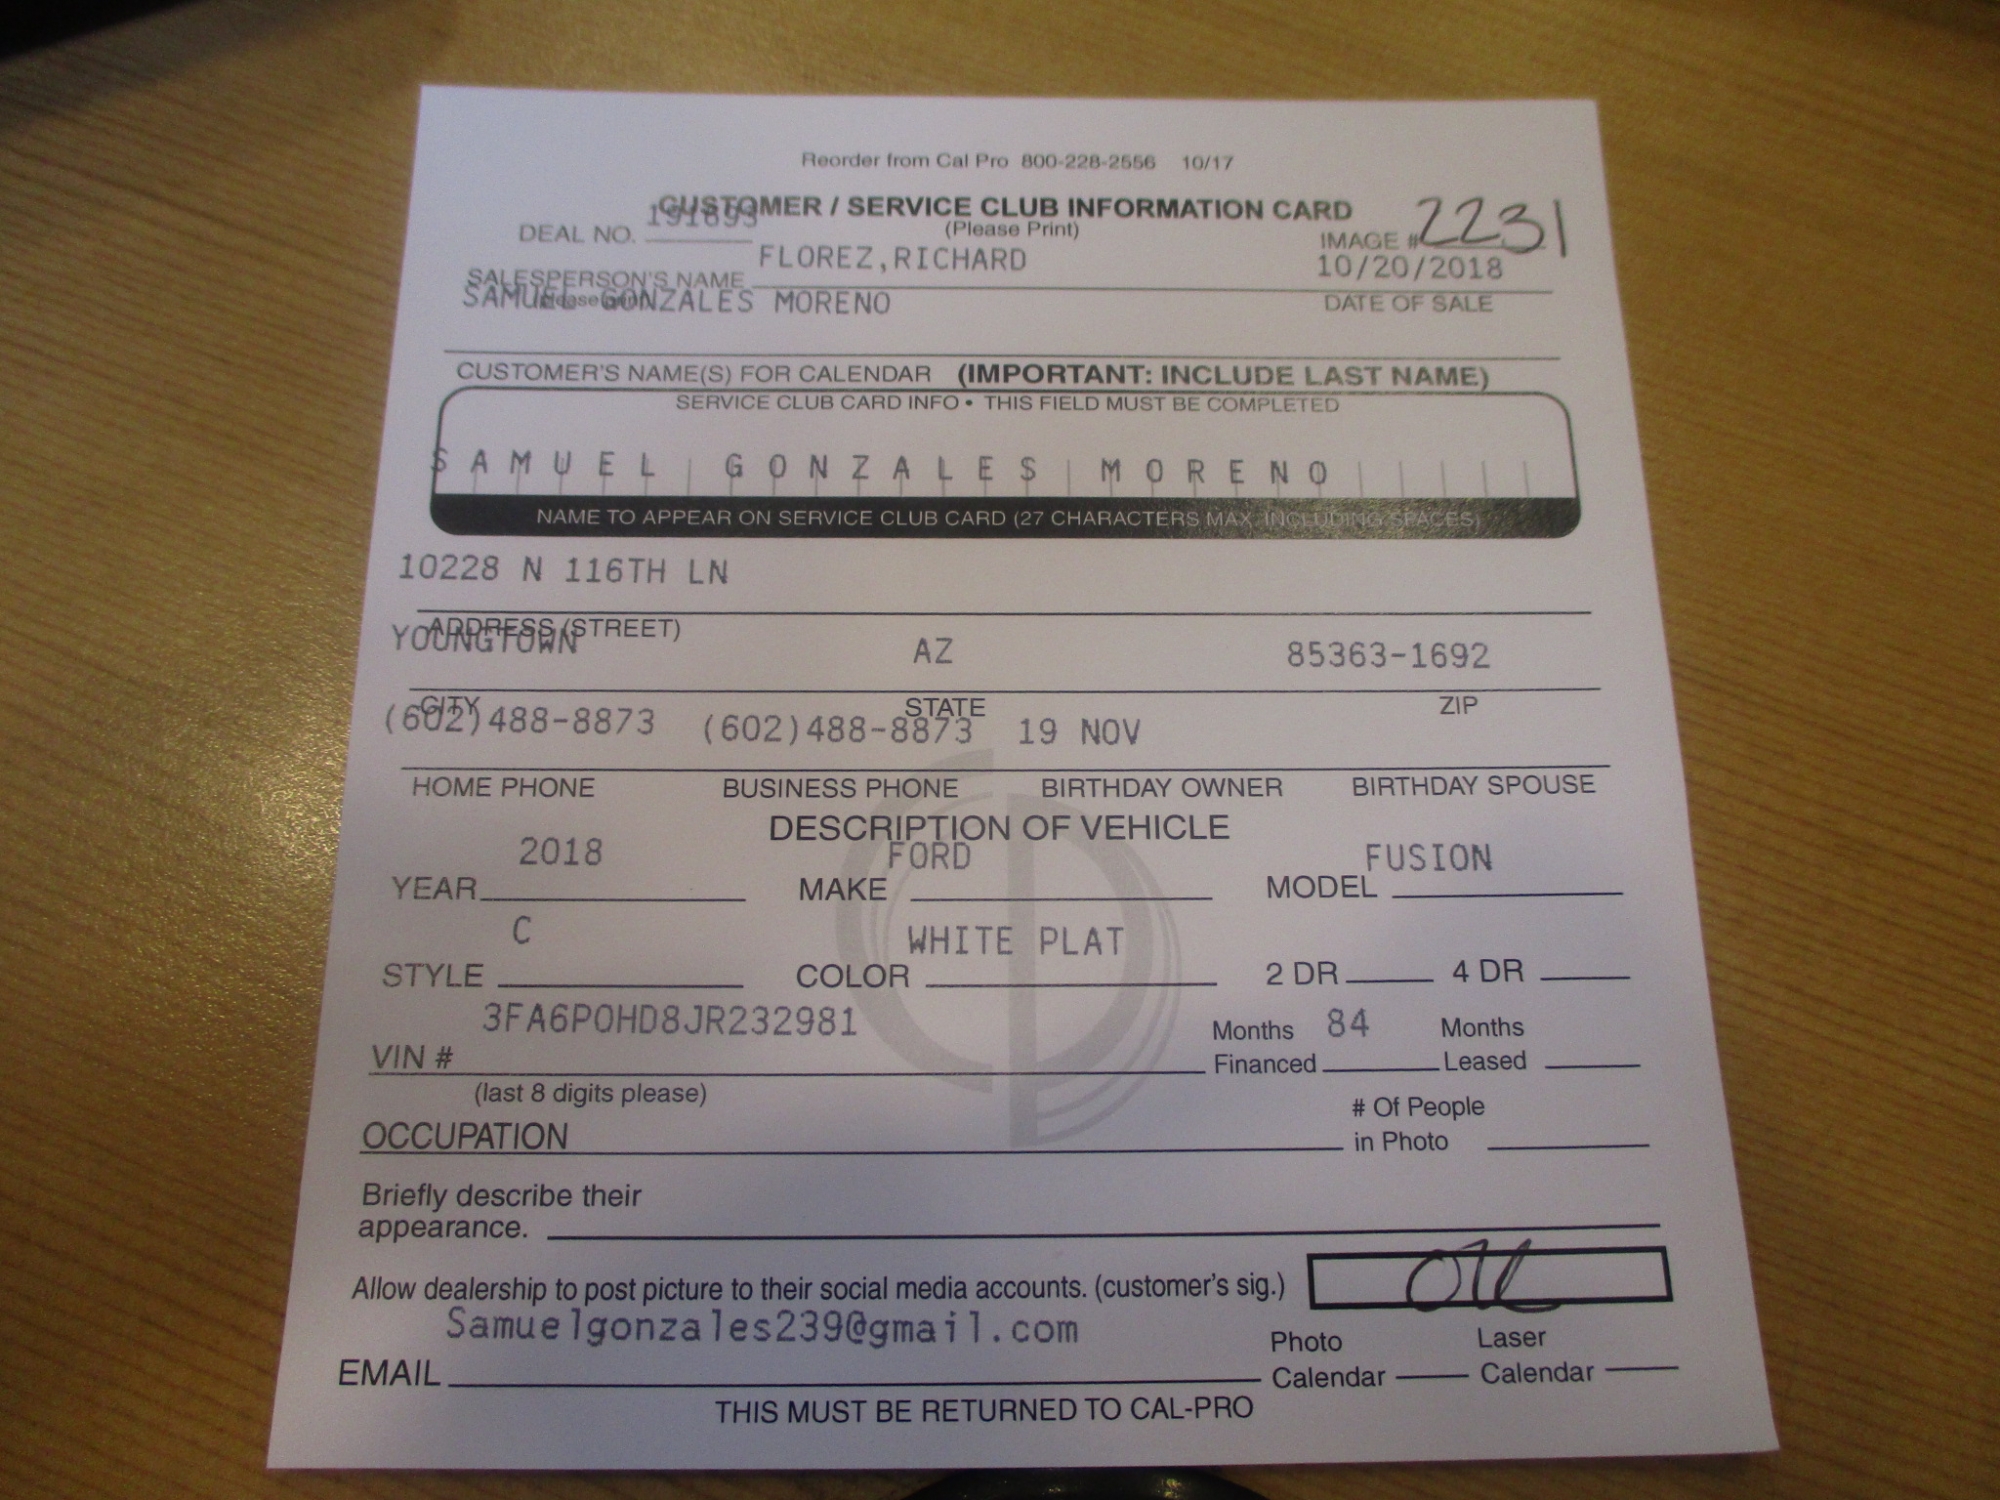 Reorder from Cal Pro 800-228-2556 10/17
CUSTOMER / SERVICE CLUB INFORMATION CARD
(Please Print)
DEAL NO. 191693 IMAGE # 2231
FLOREZ,RICHARD 10/20/2018
SALESPERSON'S NAME
(please print) DATE OF SALE
SAMUEL GONZALES MORENO
CUSTOMER'S NAME(S) FOR CALENDAR (IMPORTANT: INCLUDE LAST NAME)
SERVICE CLUB CARD INFO • THIS FIELD MUST BE COMPLETED
SAMUEL GONZALES MORENO
NAME TO APPEAR ON SERVICE CLUB CARD (27 CHARACTERS MAX, INCLUDING SPACES)
10228 N 116TH LN
ADDRESS (STREET)
YOUNGTOWN AZ 85363-1692
CITY STATE ZIP
(602)488-8873 (602)488-8873 19 NOV
HOME PHONE BUSINESS PHONE BIRTHDAY OWNER BIRTHDAY SPOUSE
DESCRIPTION OF VEHICLE
2018 FORD FUSION
YEAR MAKE MODEL
C WHITE PLAT
STYLE COLOR 2 DR 4 DR
3FA6P0HD8JR232981 Months 84 Months
VIN # Financed Leased
(last 8 digits please)
# Of People
OCCUPATION in Photo
Briefly describe their
appearance.
Allow dealership to post picture to their social media accounts. (customer's sig.)
Samuelgonzales239@gmail.com
Photo Laser
EMAIL Calendar Calendar
THIS MUST BE RETURNED TO CAL-PRO